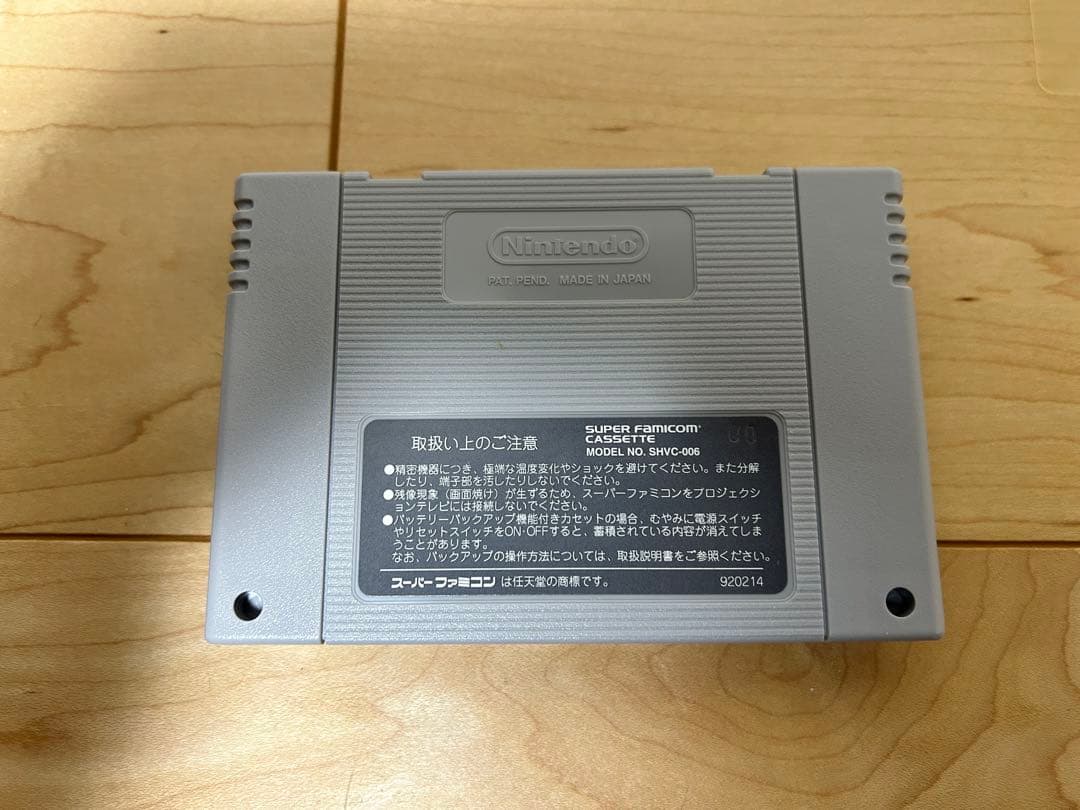 Nintendo®
PAT. PEND. MADE IN JAPAN
取扱い上のご注意
SUPER FAMICOM®
CASSETTE
MODEL NO. SHVC-006
●精密機器につき、極端な温度変化やショックを避けてください。また分解
したり、端子部を汚したりしないでください。
●残像現象（画面焼け）が生ずるため、スーパーファミコンをプロジェクシ
ョンテレビには接続しないでください。
●バッテリーバックアップ機能付きカセットの場合、むやみに電源スイッチ
やリセットスイッチをON·OFFすると、蓄積されている内容が消えてしま
うことがあります。
なお、バックアップの操作方法については、取扱説明書をご参照ください。
スーパーファミコン は任天堂の商標です。
920214